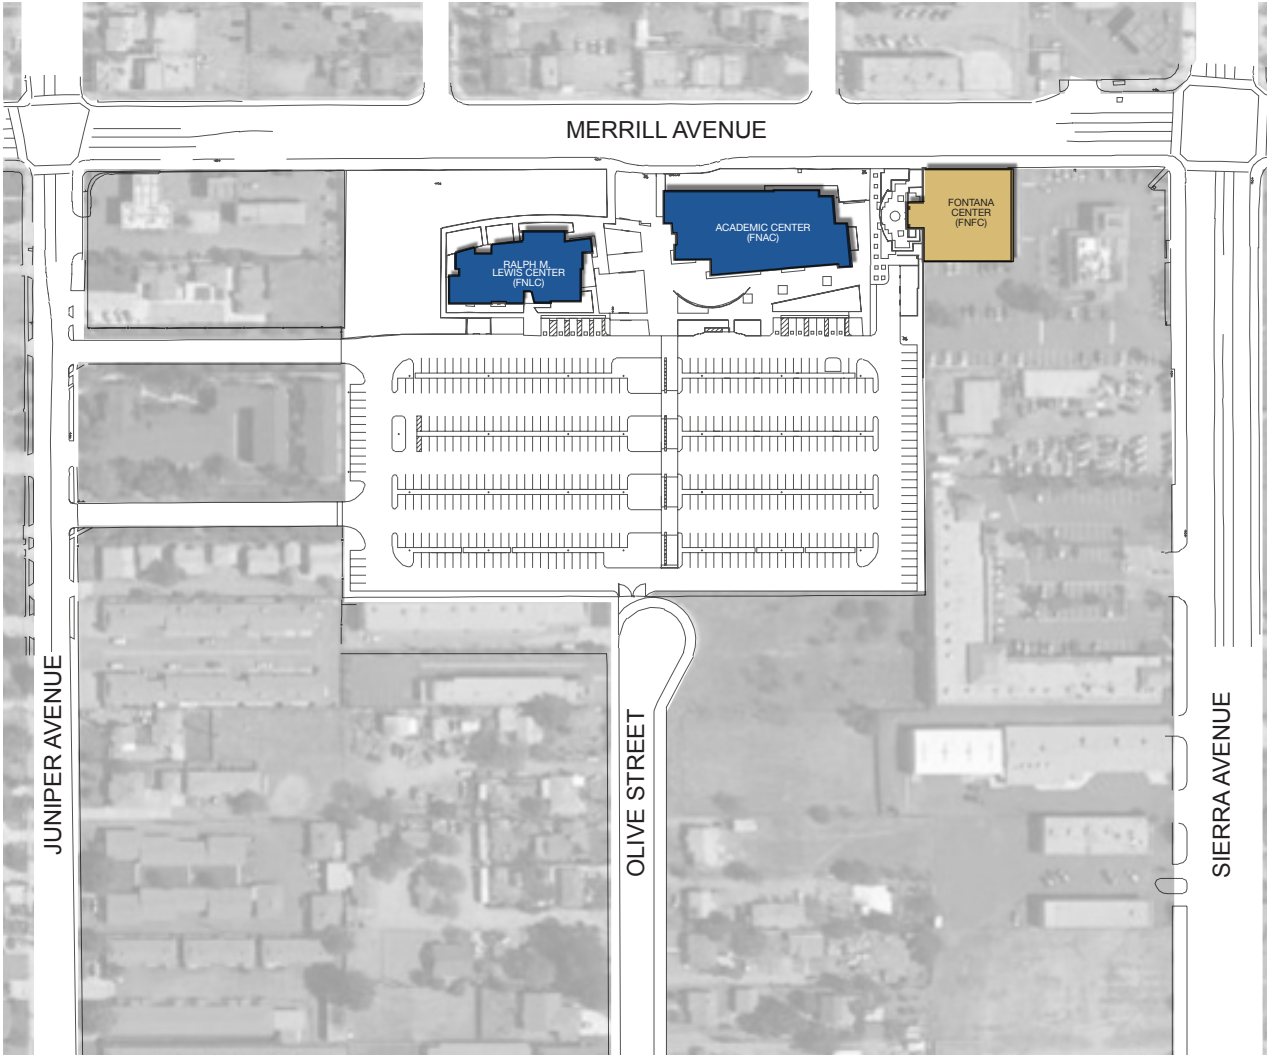 MERRILL AVENUE
FONTANA
CENTER
(FNFC)
ACADEMIC CENTER
(FNAC)
RALPH M.
LEWIS CENTER
(FNLC)
JUNIPER AVENUE
OLIVE STREET
SIERRA AVENUE